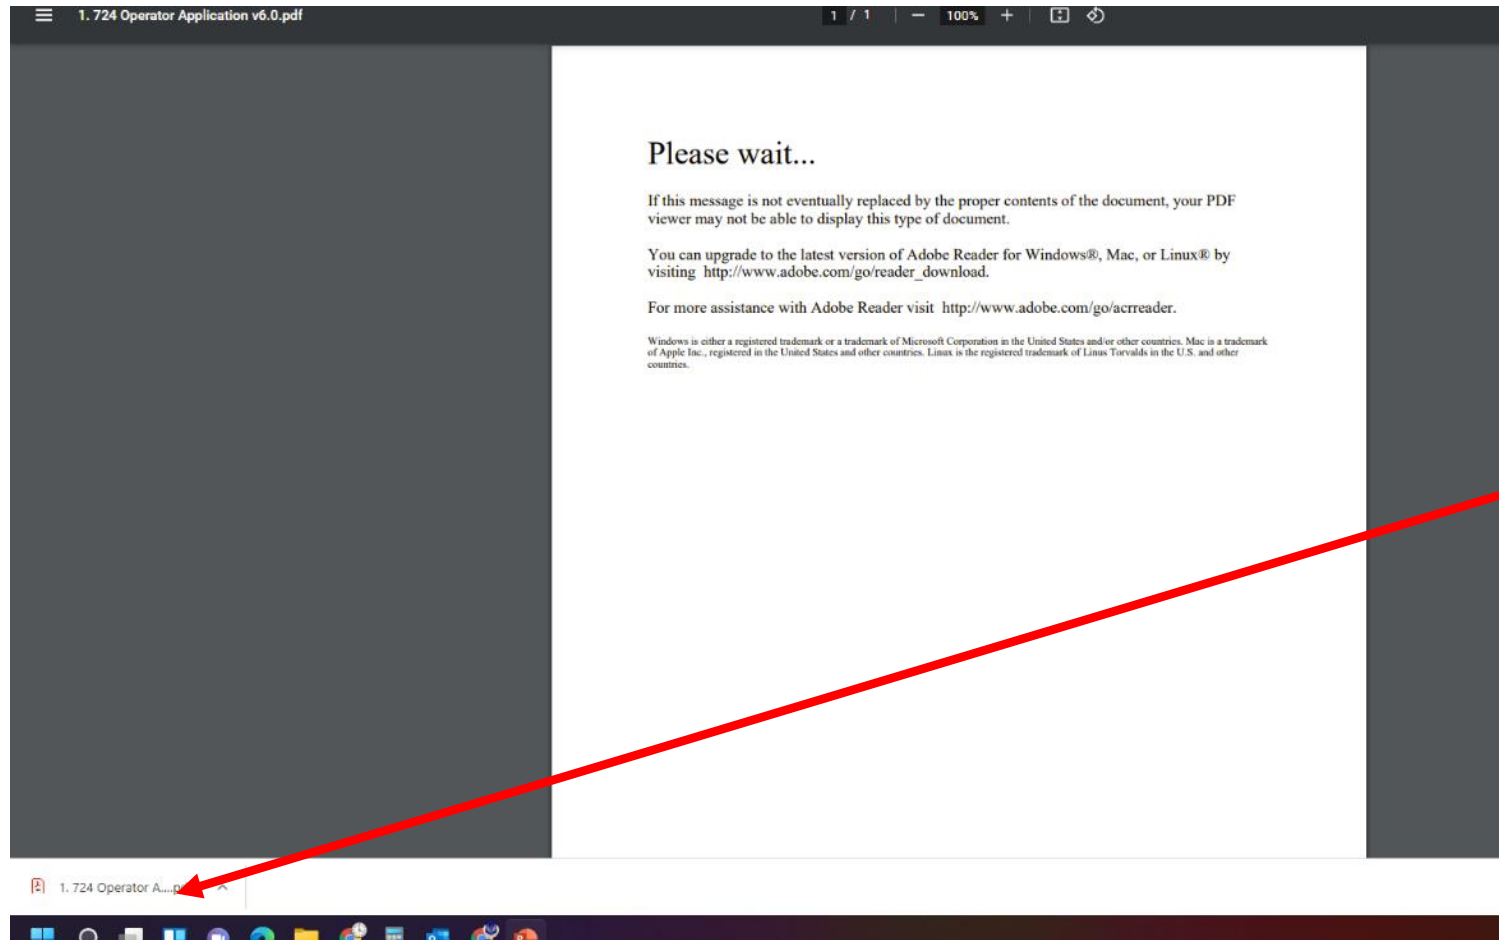 1. 724 Operator Application v6.0.pdf
1 / 1
100%
Please wait...
If this message is not eventually replaced by the proper contents of the document, your PDF
viewer may not be able to display this type of document.
You can upgrade to the latest version of Adobe Reader for Windows®, Mac, or Linux® by
visiting http://www.adobe.com/go/reader_download.
For more assistance with Adobe Reader visit http://www.adobe.com/go/acrreader.
Windows is either a registered trademark or a trademark of Microsoft Corporation in the United States and/or other countries. Mac is a trademark
of Apple Inc., registered in the United States and other countries. Linux is the registered trademark of Linus Torvalds in the U.S. and other
countries.
1. 724 Operator A....p